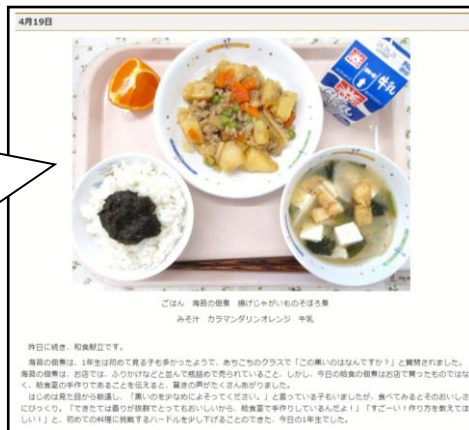 4月19日
牛乳
ごはん 海苔の佃煮 揚げじゃがいものそぼろ煮
みそ汁 カラマンダリンオレンジ 牛乳
昨日に続き、和食献立です。
海苔の佃煮は、1年生は初めて見る子も多かったようで、あちこちのクラスで「この黒いのはなんですか？」と質問されました。
海苔の佃煮は、お店では、ふりかけなどと並んで瓶詰めで売られていること、しかし、今日の給食の佃煮はお店で買ったものではな
く、給食室の手作りであることを伝えると、驚きの声がたくさんあがりました。
はじめは見た目から敬遠し、「黒いのを少なめによそってください。」と言っている子もいましたが、食べてみるとそのおいしさ
にびっくり。「できたては香りが抜群でとってもおいしいから、給食室で手作りしているんだよ！」「すごーい！作り方を教えてほ
しい！」と、初めての料理に挑戦するハードルを少し下げることのできた、今日の1年生でした。